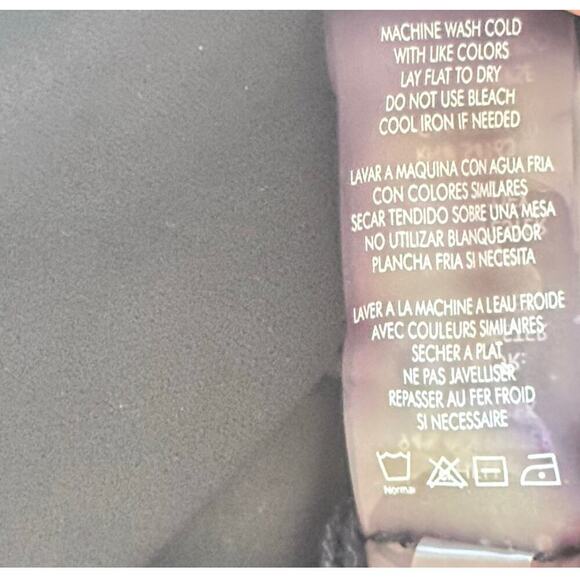 MACHINE WASH COLD
WITH LIKE COLORS
LAY FLAT TO DRY
DO NOT USE BLEACH
COOL IRON IF NEEDED
LAVAR A MAQUINA CON AGUA FRIA
CON COLORES SIMILARES
SECAR TENDIDO SOBRE UNA MESA
NO UTILIZAR BLANQUEADOR
PLANCHA FRIA SI NECESITA
LAVER A LA MACHINE A LEAU FROIDE
AVEC COULEURS SIMILAIRES
SECHER A PLAT
NE PAS JAVELLISER
REPASSER AU FER FROID
SI NECESSAIRE
Normal